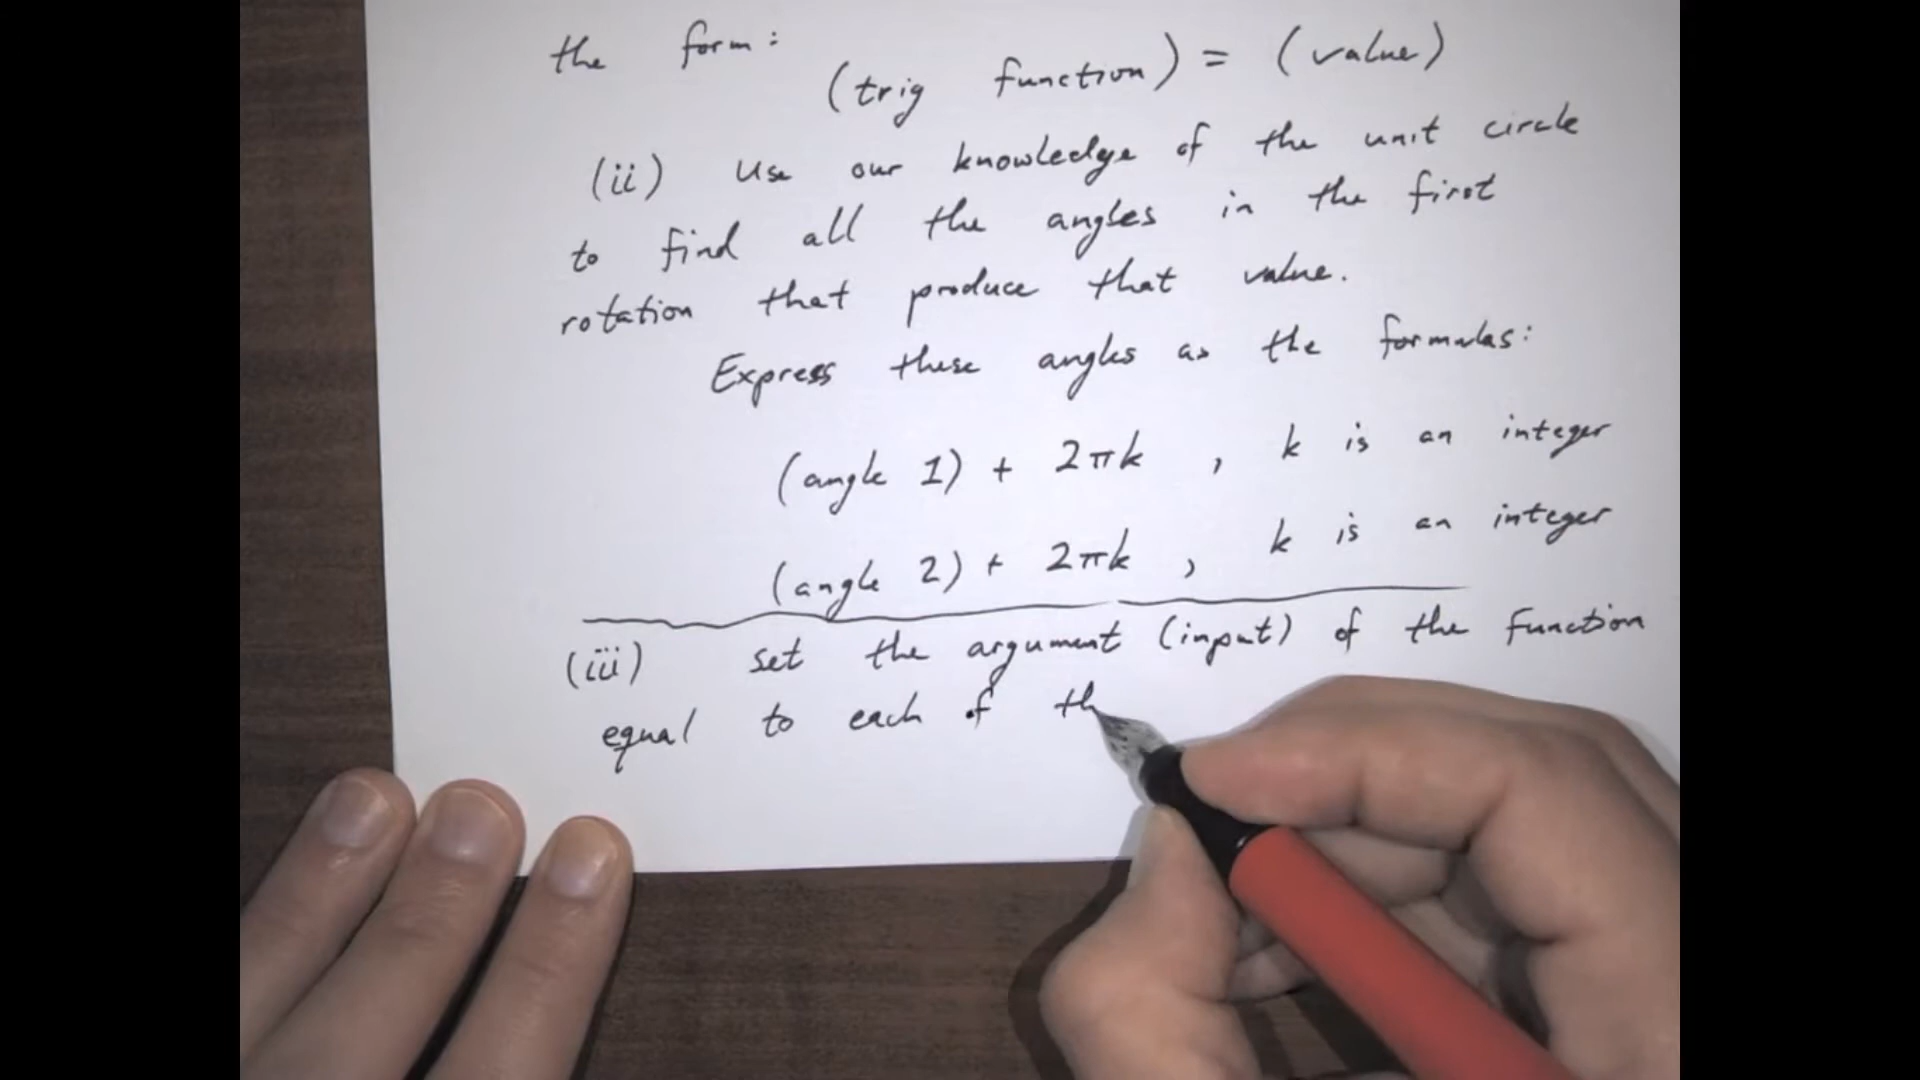 the form:
(trig function) = (value)
(ii) Use our knowledge of the unit circle
to find all the angles in the first
rotation that produce that value.
Express these angles as the formulas:
(angle 1) + 2πk , k is an integer
(angle 2) + 2πk , k is an integer
(iii) set the argument (input) of the function
equal to each of th